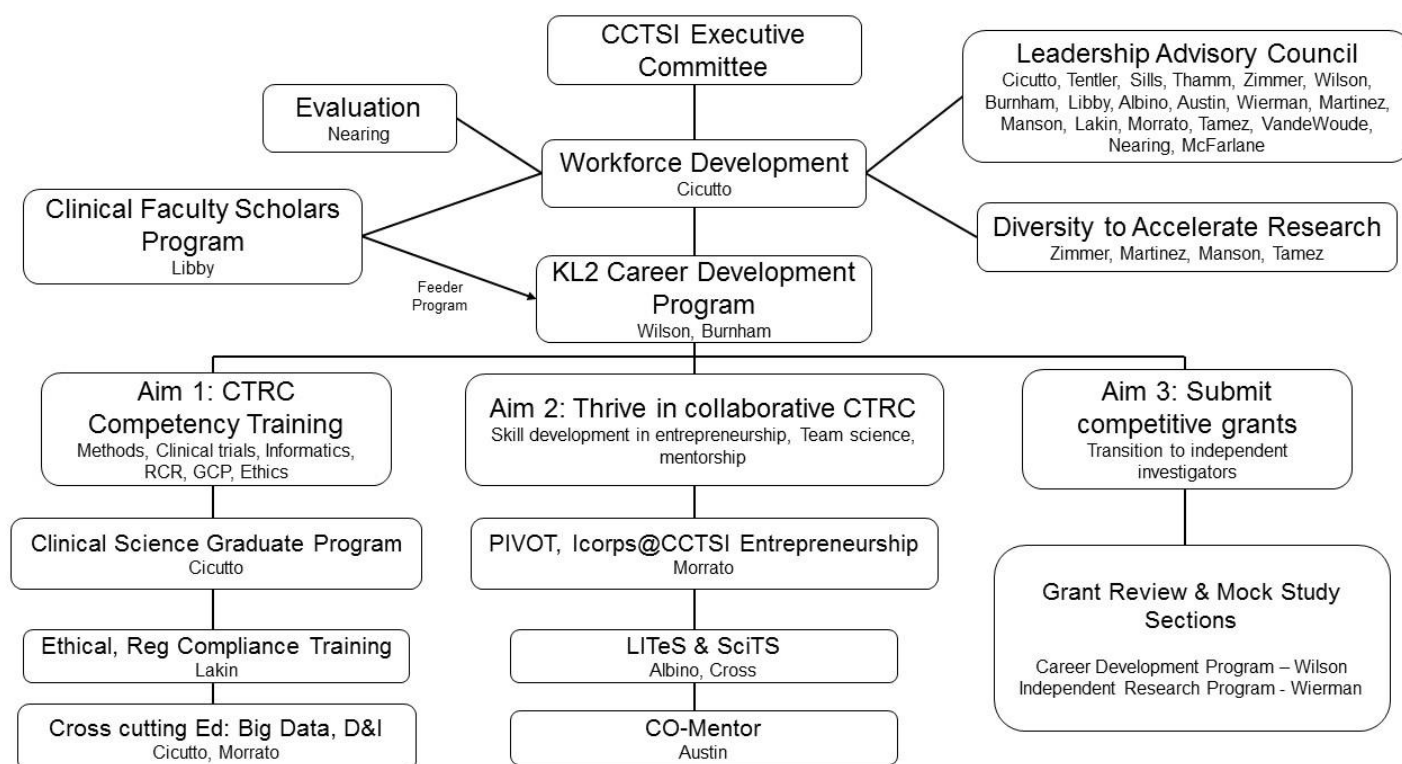 CCTSI Executive
Committee
Leadership Advisory Council
Cicutto, Tentler, Sills, Thamm, Zimmer, Wilson,
Burnham, Libby, Albino, Austin, Wierman, Martinez,
Manson, Lakin, Morrato, Tamez, VandeWoude,
Nearing, McFarlane
Evaluation
Nearing
Workforce Development
Cicutto
Clinical Faculty Scholars
Program
Libby
Diversity to Accelerate Research
Zimmer, Martinez, Manson, Tamez
Feeder
Program
KL2 Career Development
Program
Wilson, Burnham
Aim 1: CTRC
Competency Training
Methods, Clinical trials, Informatics,
RCR, GCP, Ethics
Aim 2: Thrive in collaborative CTRC
Skill development in entrepreneurship, Team science,
mentorship
Aim 3: Submit
competitive grants
Transition to independent
investigators
Clinical Science Graduate Program
Cicutto
PIVOT, Icorps@CCTSI Entrepreneurship
Morrato
Grant Review & Mock Study
Sections
Career Development Program – Wilson
Independent Research Program - Wierman
Ethical, Reg Compliance Training
Lakin
LITeS & SciTS
Albino, Cross
Cross cutting Ed: Big Data, D&I
Cicutto, Morrato
CO-Mentor
Austin